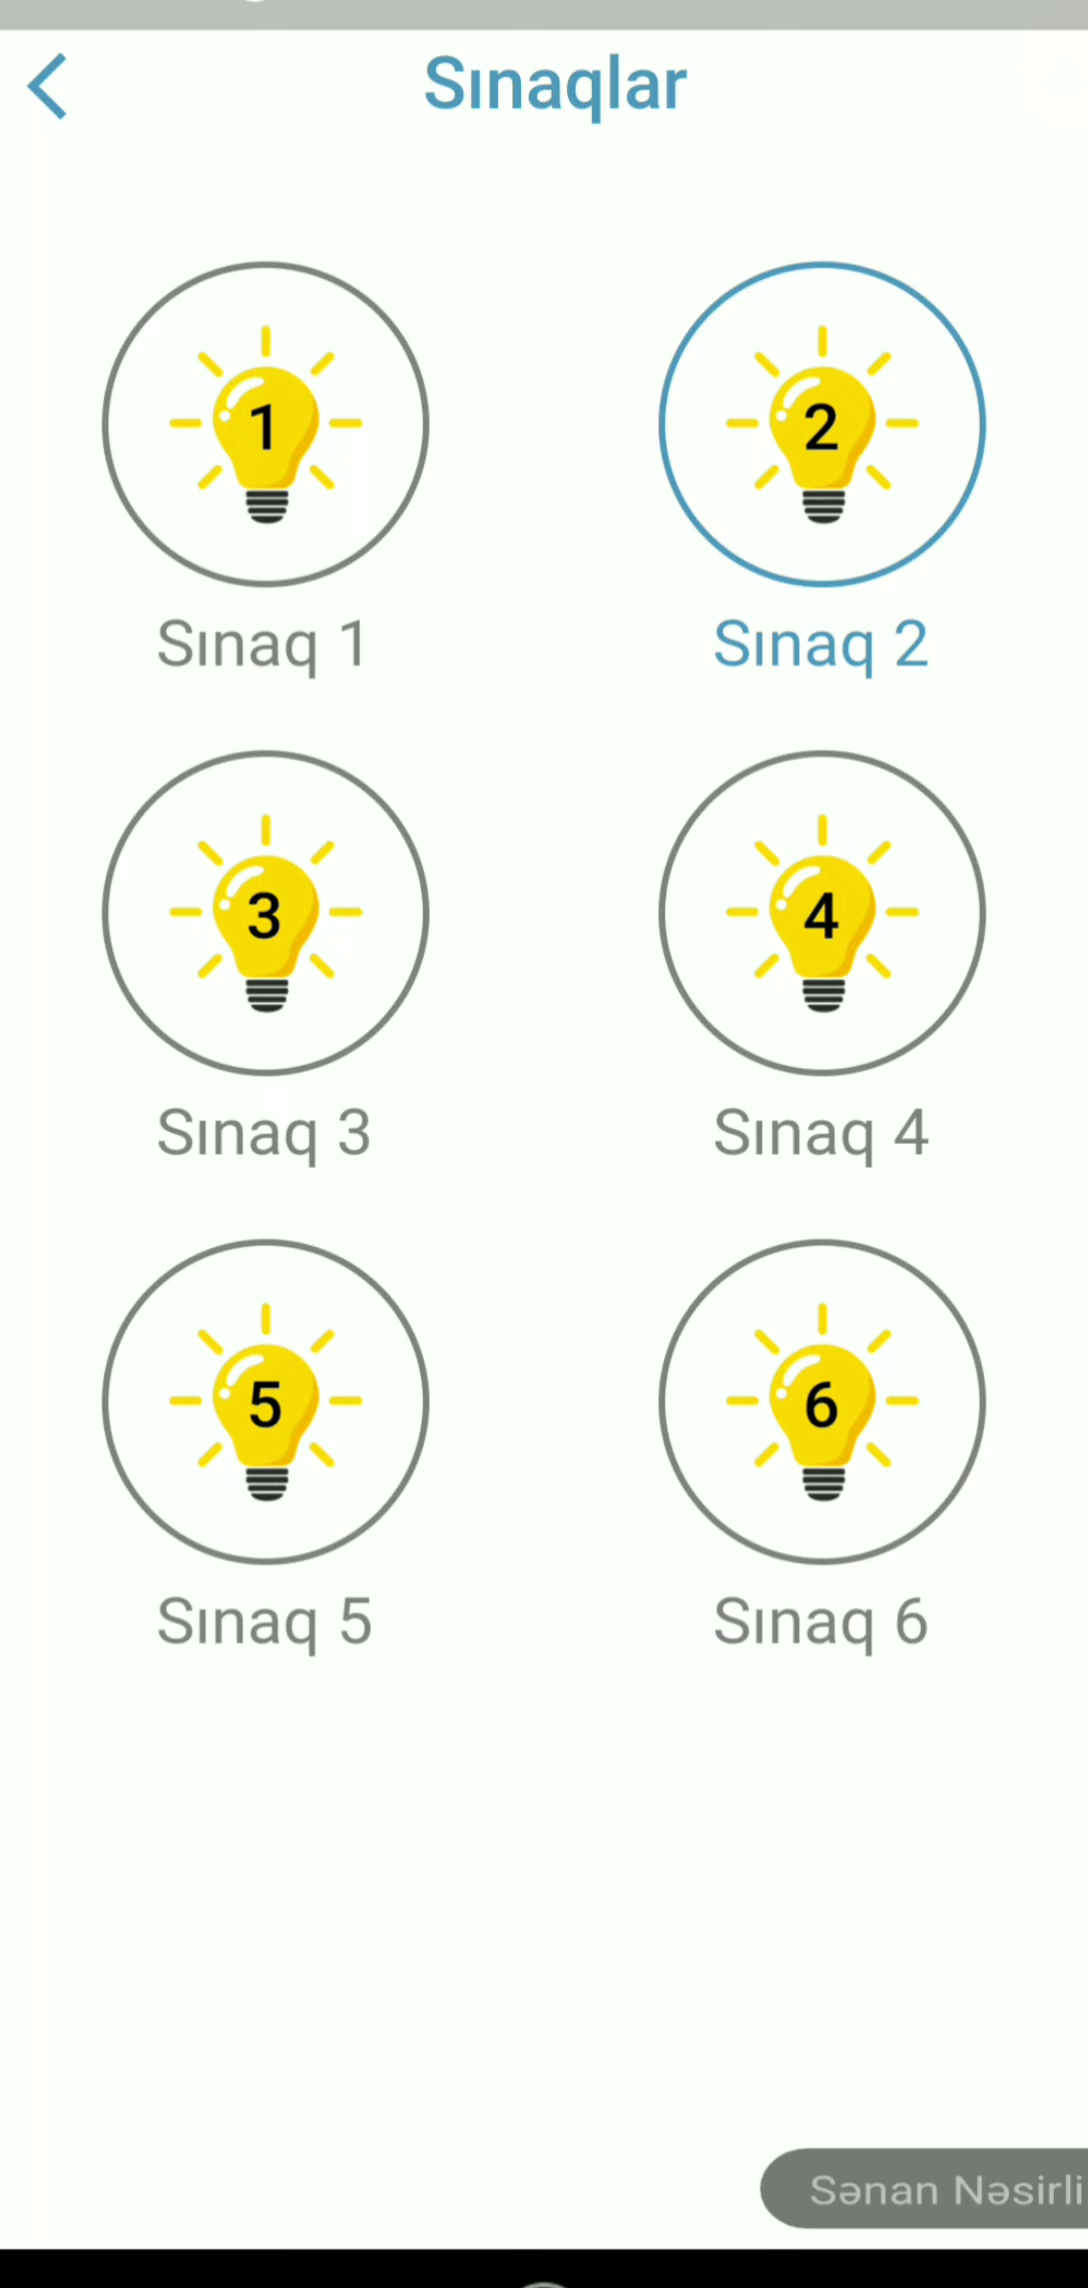 Sınaqlar
1
2
Sınaq 1
Sınaq 2
3
4
Sınaq 3
Sınaq 4
5
6
Sınaq 5
Sınaq 6
Sənan Nəsirli